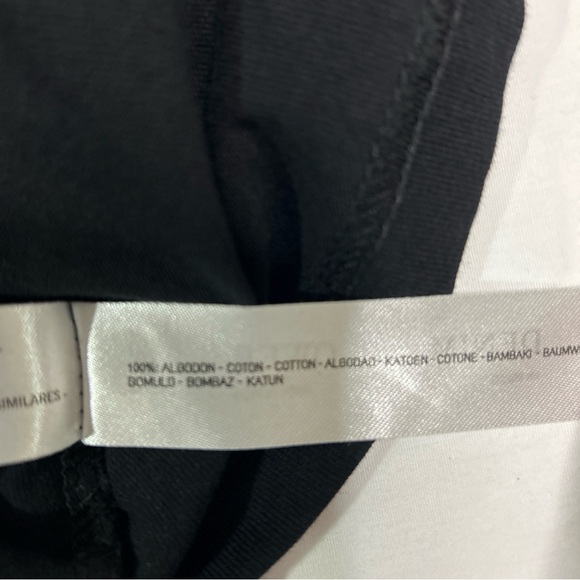 100%: ALGODON - COTON - COTTON - ALGODAO - KATOEN - COTONE - BAMBAKI - BAUMW
BOMULD - BOMBAZ - KATUN
SIMILARES -